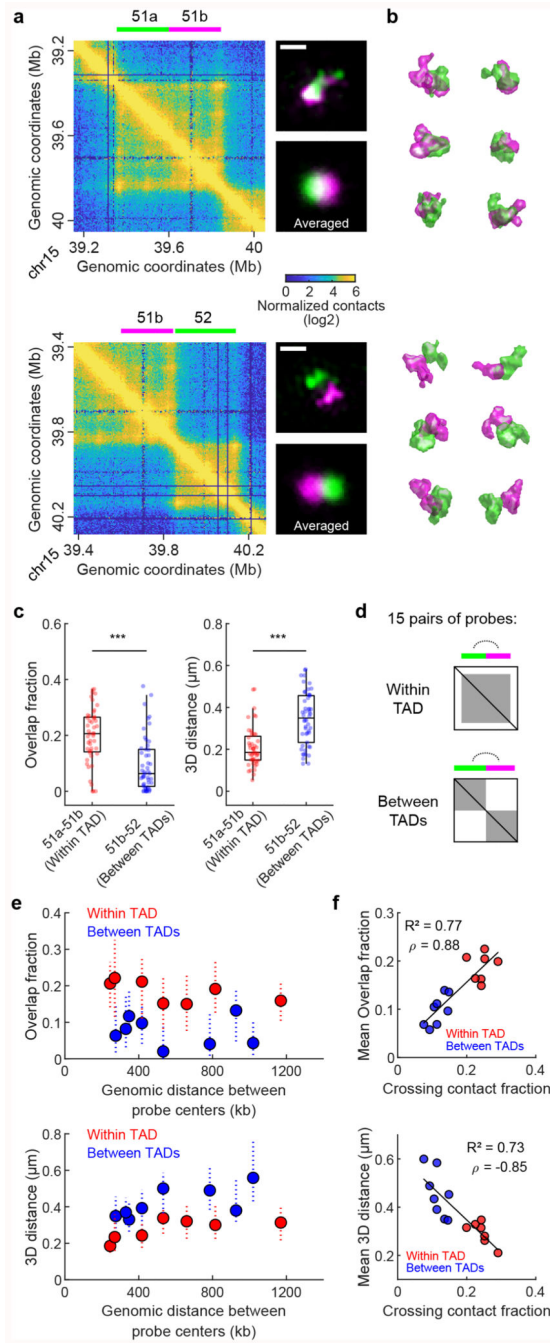 a
b
51a 51b
39.2
39.6
40
Genomic coordinates (Mb)
chr15
39.2 39.6 40
Genomic coordinates (Mb)
Averaged
0 2 4 6
Normalized contacts
(log2)
51b 52
39.4
39.8
40.2
Genomic coordinates (Mb)
chr15
39.4 39.8 40.2
Genomic coordinates (Mb)
Averaged
c
Overlap fraction
0.6
0.4
0.2
0
***
51a-51b
(Within TAD)
51b-52
(Between TADs)
3D distance (μm)
0.8
0.6
0.4
0.2
0
***
51a-51b
(Within TAD)
51b-52
(Between TADs)
d
15 pairs of probes:
Within
TAD
Between
TADs
e
Within TAD
Between TADs
Overlap fraction
0.4
0.3
0.2
0.1
0
0 400 800 1200
Genomic distance between
probe centers (kb)
Within TAD
Between TADs
3D distance (μm)
0.8
0.6
0.4
0.2
0
0 400 800 1200
Genomic distance between
probe centers (kb)
f
R² = 0.77
ρ = 0.88
Mean Overlap fraction
0.3
0.2
0.1
0
Within TAD
Between TADs
0 0.2 0.4
Crossing contact fraction
R² = 0.73
ρ = -0.85
Mean 3D distance (μm)
0.6
0.4
0.2
Within TAD
Between TADs
0 0.2 0.4
Crossing contact fraction